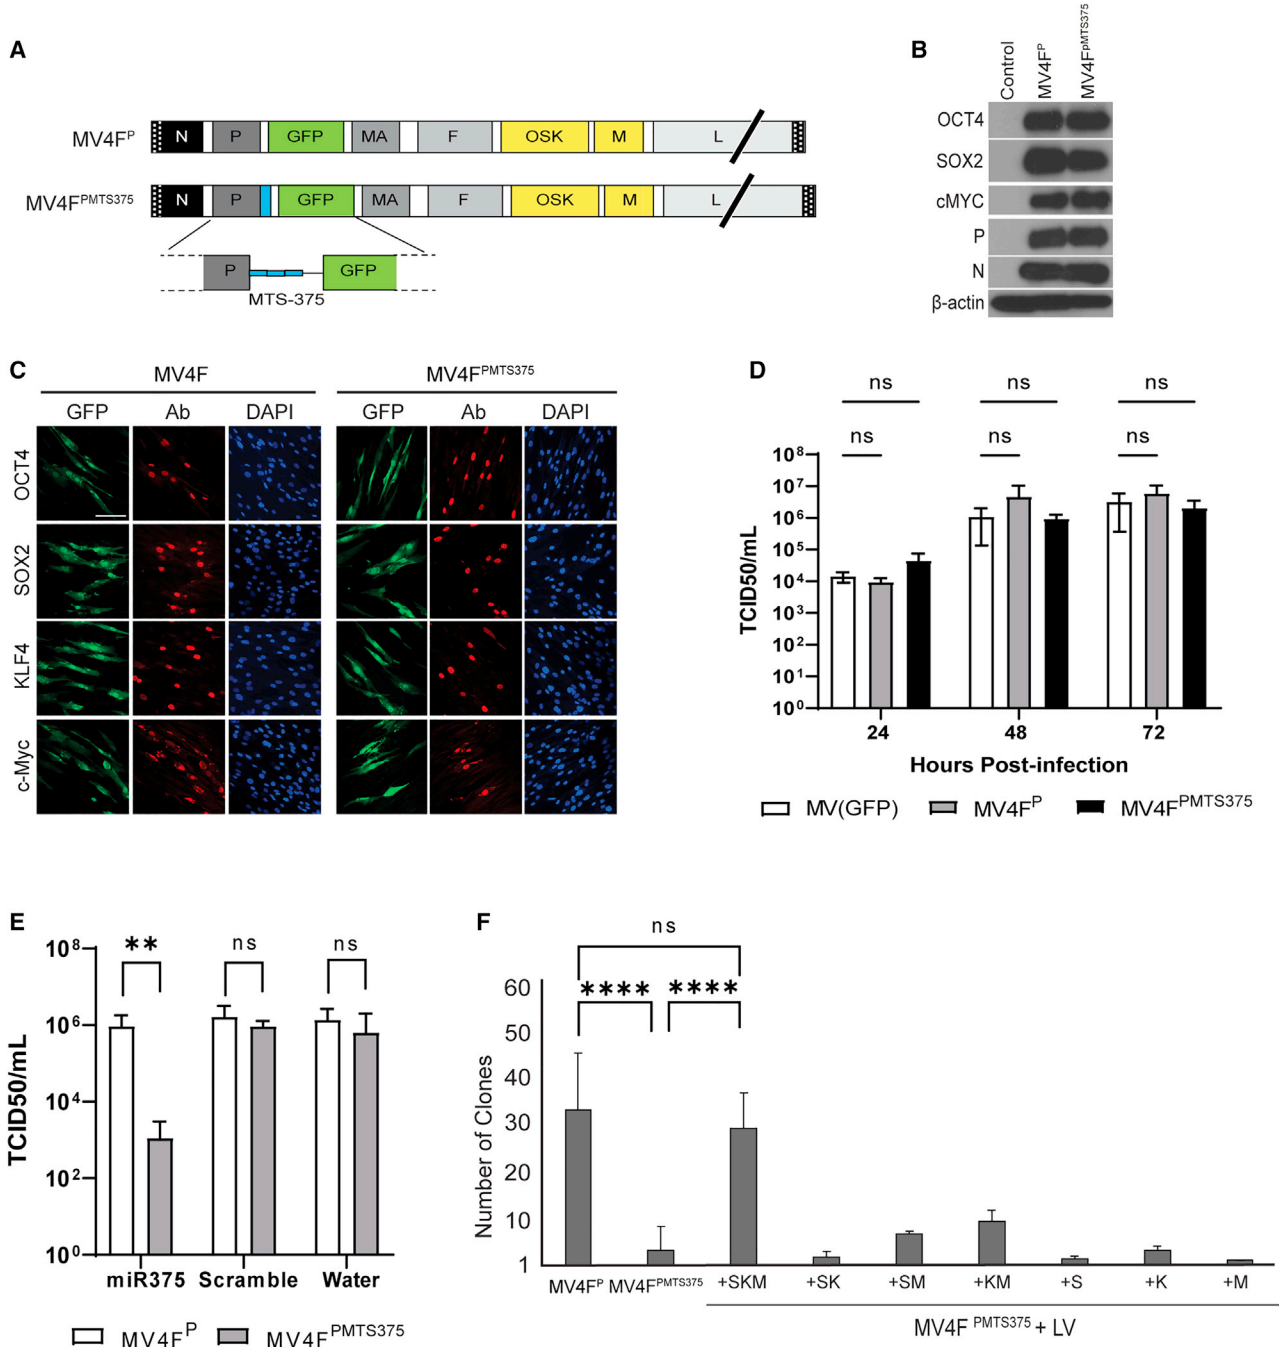 A
MV4F^P
N P GFP MA F OSK M L
MV4F^PMTS375
N P GFP MA F OSK M L
P GFP
MTS-375
B
Control MV4F^P MV4F^pMTS375
OCT4
SOX2
cMYC
P
N
β-actin
C
MV4F MV4F^PMTS375
GFP Ab DAPI GFP Ab DAPI
OCT4
SOX2
KLF4
c-Myc
D
ns ns ns
ns ns ns
TCID50/mL
10^8
10^7
10^6
10^5
10^4
10^3
10^2
10^1
10^0
24 48 72
Hours Post-infection
MV(GFP) MV4F^P MV4F^PMTS375
E
** ns ns
TCID50/mL
10^8
10^6
10^4
10^2
10^0
miR375 Scramble Water
MV4F^P MV4F^PMTS375
F
ns
**** ****
Number of Clones
60
50
40
30
20
10
1
MV4F^P MV4F^PMTS375 +SKM +SK +SM +KM +S +K +M
MV4F^PMTS375 + LV